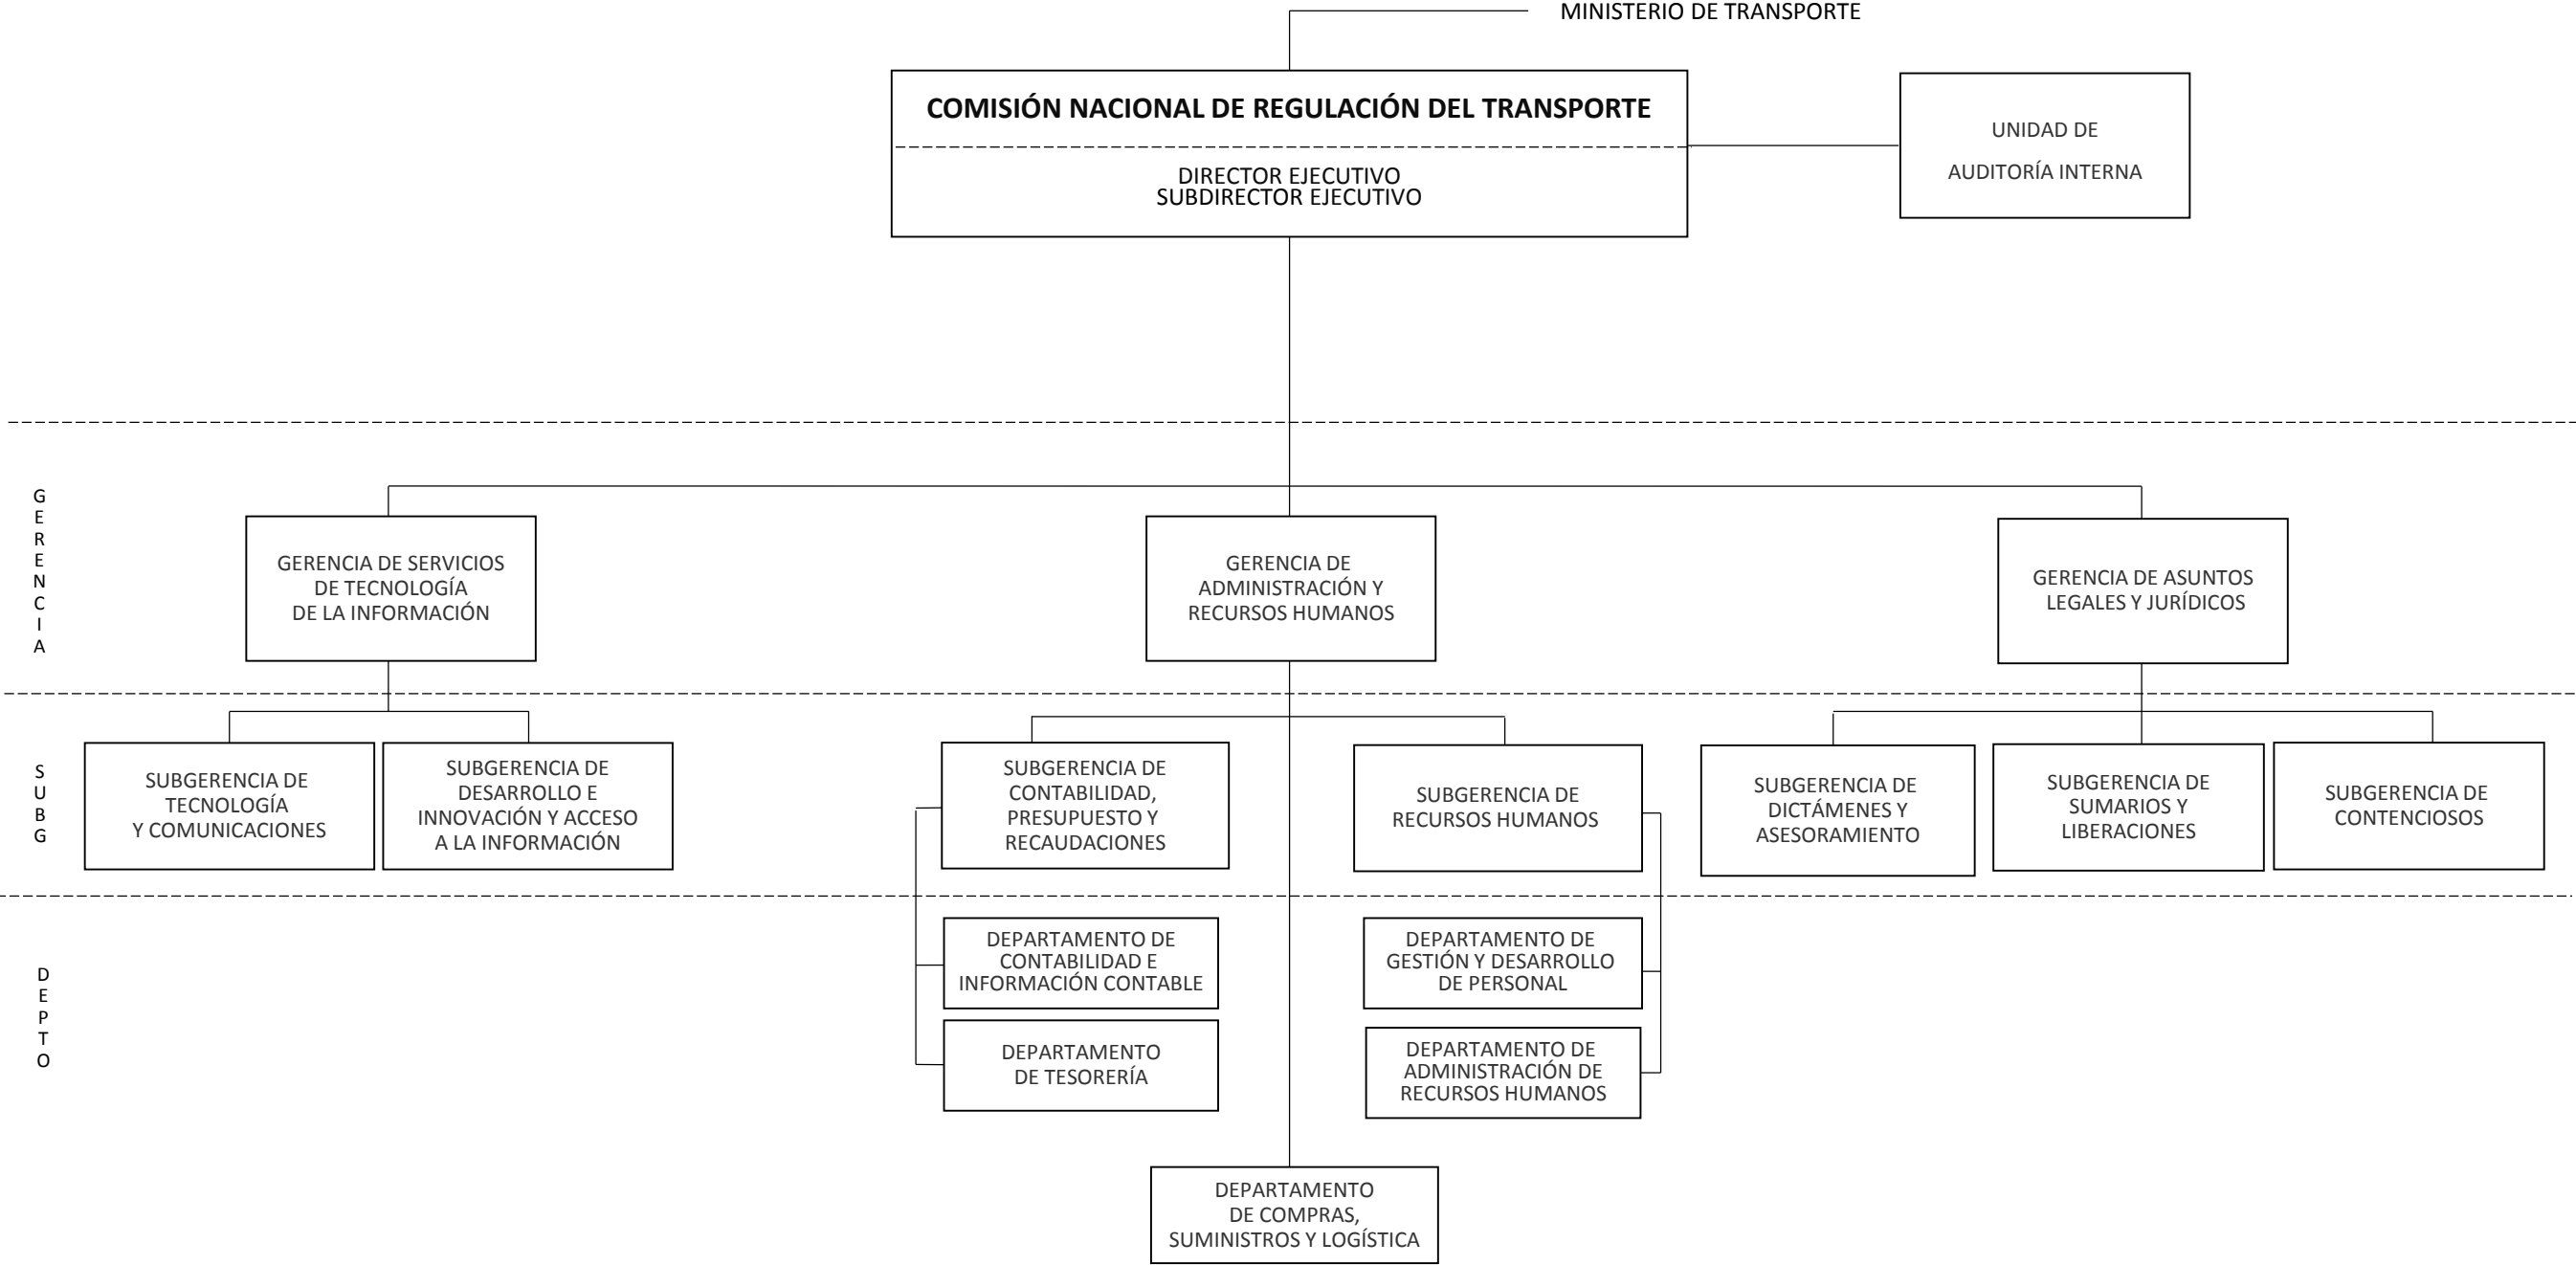 MINISTERIO DE TRANSPORTE
COMISIÓN NACIONAL DE REGULACIÓN DEL TRANSPORTE
DIRECTOR EJECUTIVO
SUBDIRECTOR EJECUTIVO
UNIDAD DE
AUDITORÍA INTERNA
GERENCIA
GERENCIA DE SERVICIOS
DE TECNOLOGÍA
DE LA INFORMACIÓN
GERENCIA DE
ADMINISTRACIÓN Y
RECURSOS HUMANOS
GERENCIA DE ASUNTOS
LEGALES Y JURÍDICOS
SUBG
SUBGERENCIA DE
TECNOLOGÍA
Y COMUNICACIONES
SUBGERENCIA DE
DESARROLLO E
INNOVACIÓN Y ACCESO
A LA INFORMACIÓN
SUBGERENCIA DE
CONTABILIDAD,
PRESUPUESTO Y
RECAUDACIONES
SUBGERENCIA DE
RECURSOS HUMANOS
SUBGERENCIA DE
DICTÁMENES Y
ASESORAMIENTO
SUBGERENCIA DE
SUMARIOS Y
LIBERACIONES
SUBGERENCIA DE
CONTENCIOSOS
DEPTO
DEPARTAMENTO DE
CONTABILIDAD E
INFORMACIÓN CONTABLE
DEPARTAMENTO DE
GESTIÓN Y DESARROLLO
DE PERSONAL
DEPARTAMENTO
DE TESORERÍA
DEPARTAMENTO DE
ADMINISTRACIÓN DE
RECURSOS HUMANOS
DEPARTAMENTO
DE COMPRAS,
SUMINISTROS Y LOGÍSTICA